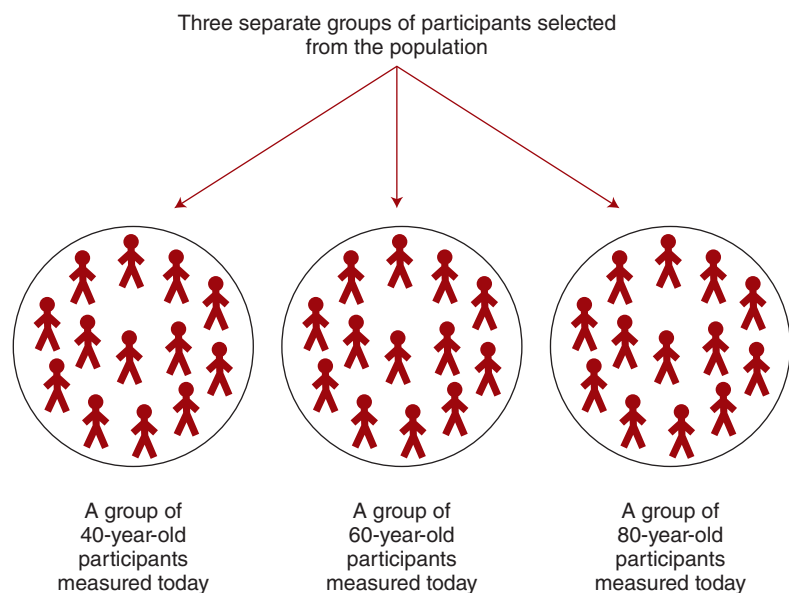 Three separate groups of participants selected
from the population
A group of
40-year-old
participants
measured today
A group of
60-year-old
participants
measured today
A group of
80-year-old
participants
measured today